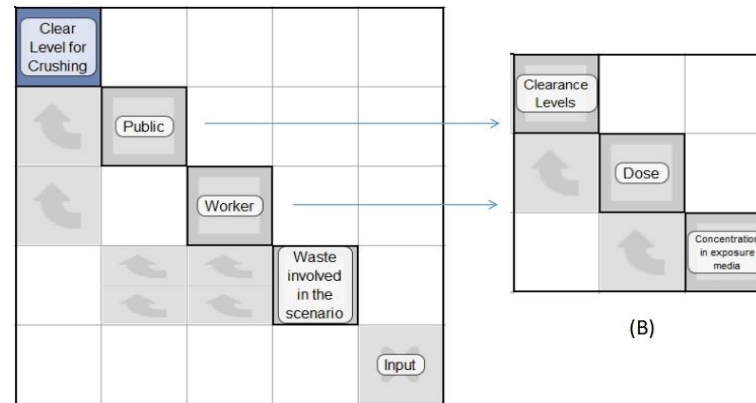 Clear
Level for
Crushing
Public
Worker
Waste
involved
in the
scenario
Input
Clearance
Levels
Dose
Concentration
in exposure
media
(B)